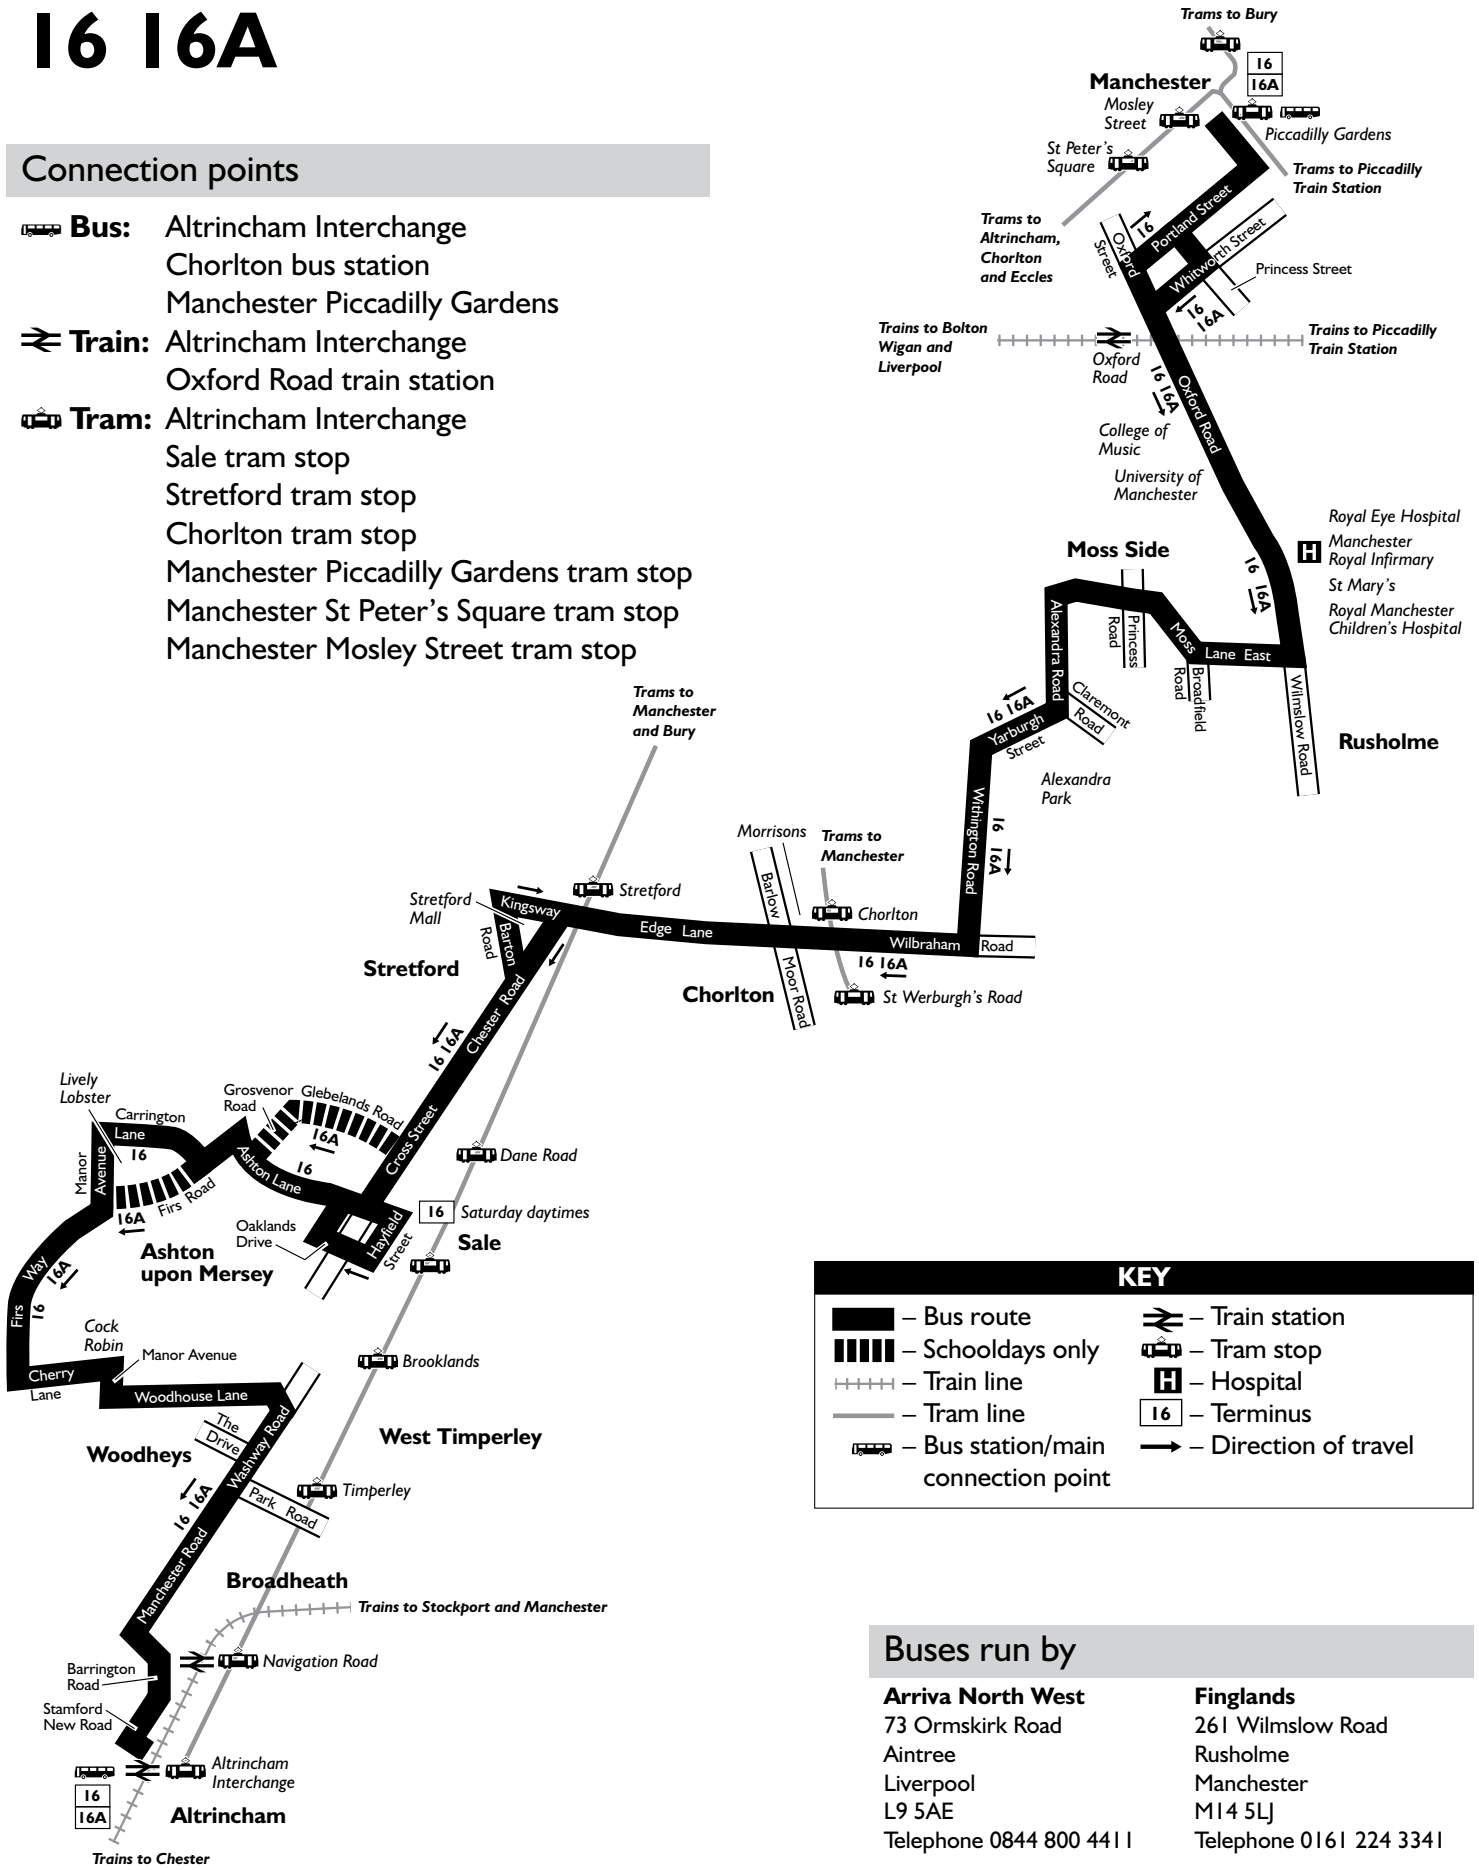 16 16A
Connection points
Bus: Altrincham Interchange
Chorlton bus station
Manchester Piccadilly Gardens
Train: Altrincham Interchange
Oxford Road train station
Tram: Altrincham Interchange
Sale tram stop
Stretford tram stop
Chorlton tram stop
Manchester Piccadilly Gardens tram stop
Manchester St Peter's Square tram stop
Manchester Mosley Street tram stop
Trams to Bury
16
16A
Manchester
Mosley
Street
Piccadilly Gardens
St Peter's
Square
Trams to Piccadilly
Train Station
Trams to
Altrincham,
Chorlton
and Eccles
Oxford
Street
16
Portland Street
Whitworth Street
Princess Street
16
16A
Trains to Bolton
Wigan and
Liverpool
Oxford
Road
Trains to Piccadilly
Train Station
16 16A
Oxford Road
College of
Music
University of
Manchester
H
Royal Eye Hospital
Manchester
Royal Infirmary
St Mary's
Royal Manchester
Children's Hospital
16 16A
Moss Side
Princess
Road
Moss
Lane East
Broadfield
Road
Wilmslow Road
Rusholme
Alexandra Road
Claremont
Road
16 16A
Yarburgh
Street
Alexandra
Park
Withington Road
16 16A
Trams to
Manchester
and Bury
Morrisons
Trams to
Manchester
Barlow
Moor Road
Chorlton
Stretford
Stretford
Mall
Kingsway
Barton
Road
Edge Lane
Wilbraham
Road
16 16A
Stretford
Chorlton
St Werburgh's Road
Chester Road
16 16A
Lively
Lobster
Grosvenor
Road
Glebelands Road
16A
Carrington
Lane
16
Manor
Avenue
Ashton Lane
16
Cross Street
Dane Road
Firs Road
16A
Oaklands
Drive
Hayfield
Street
16
Saturday daytimes
Sale
Ashton
upon Mersey
Firs
Way
16
16A
Cock
Robin
Manor Avenue
Brooklands
Cherry
Lane
Woodhouse Lane
The
Drive
Washway Road
Woodheys
West Timperley
Park Road
Timperley
16 16A
Manchester Road
Broadheath
Trains to Stockport and Manchester
Navigation Road
Barrington
Road
Stamford
New Road
Altrincham
Interchange
16
16A
Altrincham
Trains to Chester
KEY
– Bus route
– Schooldays only
– Train line
– Tram line
– Bus station/main
connection point
– Train station
– Tram stop
H – Hospital
16 – Terminus
– Direction of travel
Buses run by
Arriva North West
73 Ormskirk Road
Aintree
Liverpool
L9 5AE
Telephone 0844 800 4411
Finglands
261 Wilmslow Road
Rusholme
Manchester
M14 5LJ
Telephone 0161 224 3341